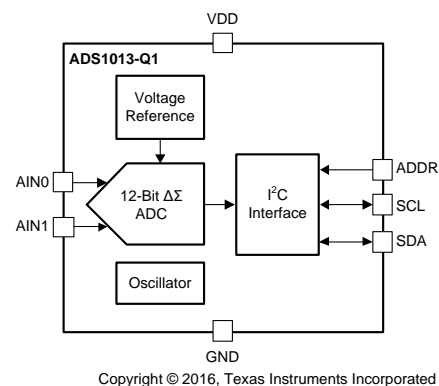 VDD
ADS1013-Q1
Voltage
Reference
AIN0
AIN1
12-Bit ΔΣ
ADC
I²C
Interface
ADDR
SCL
SDA
Oscillator
GND
Copyright © 2016, Texas Instruments Incorporated